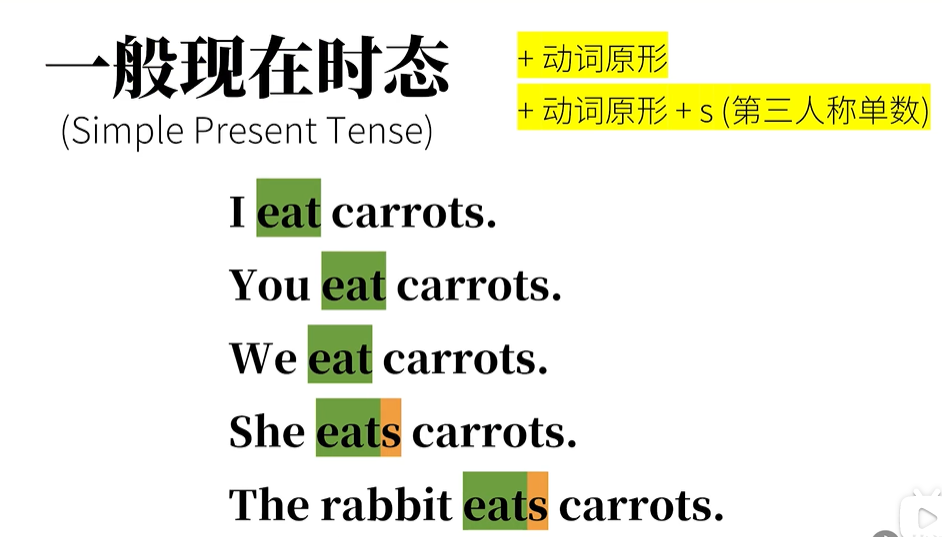 一般现在时态
(Simple Present Tense)
+ 动词原形
+ 动词原形 + s (第三人称单数)
I eat carrots.
You eat carrots.
We eat carrots.
She eats carrots.
The rabbit eats carrots.